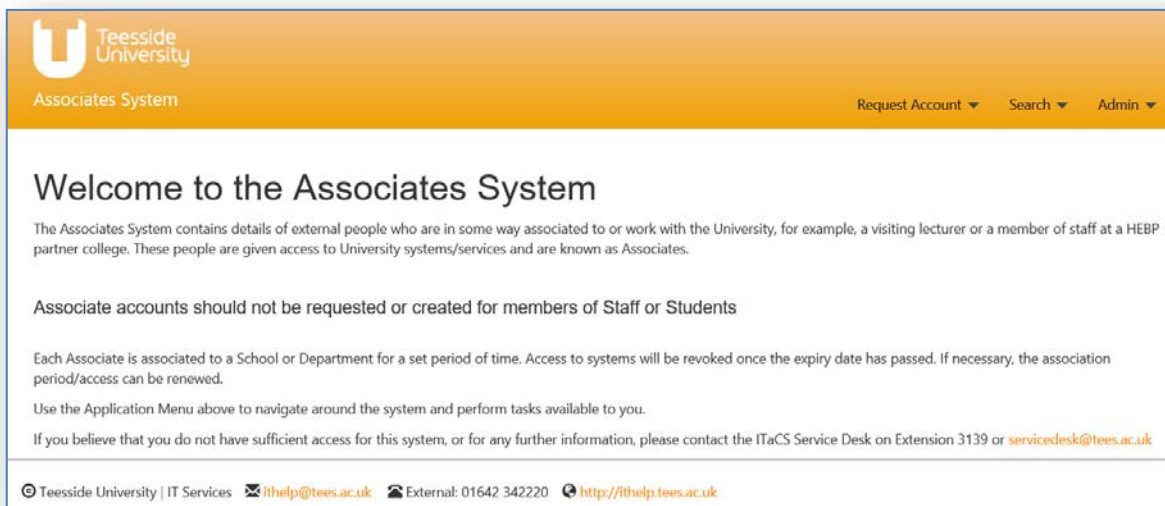 Teesside
University
Associates System
Request Account Search Admin
Welcome to the Associates System
The Associates System contains details of external people who are in some way associated to or work with the University, for example, a visiting lecturer or a member of staff at a HEBP
partner college. These people are given access to University systems/services and are known as Associates.
Associate accounts should not be requested or created for members of Staff or Students
Each Associate is associated to a School or Department for a set period of time. Access to systems will be revoked once the expiry date has passed. If necessary, the association
period/access can be renewed.
Use the Application Menu above to navigate around the system and perform tasks available to you.
If you believe that you do not have sufficient access for this system, or for any further information, please contact the ITaCS Service Desk on Extension 3139 or servicedesk@tees.ac.uk
© Teesside University | IT Services ithelp@tees.ac.uk External: 01642 342220 http://ithelp.tees.ac.uk